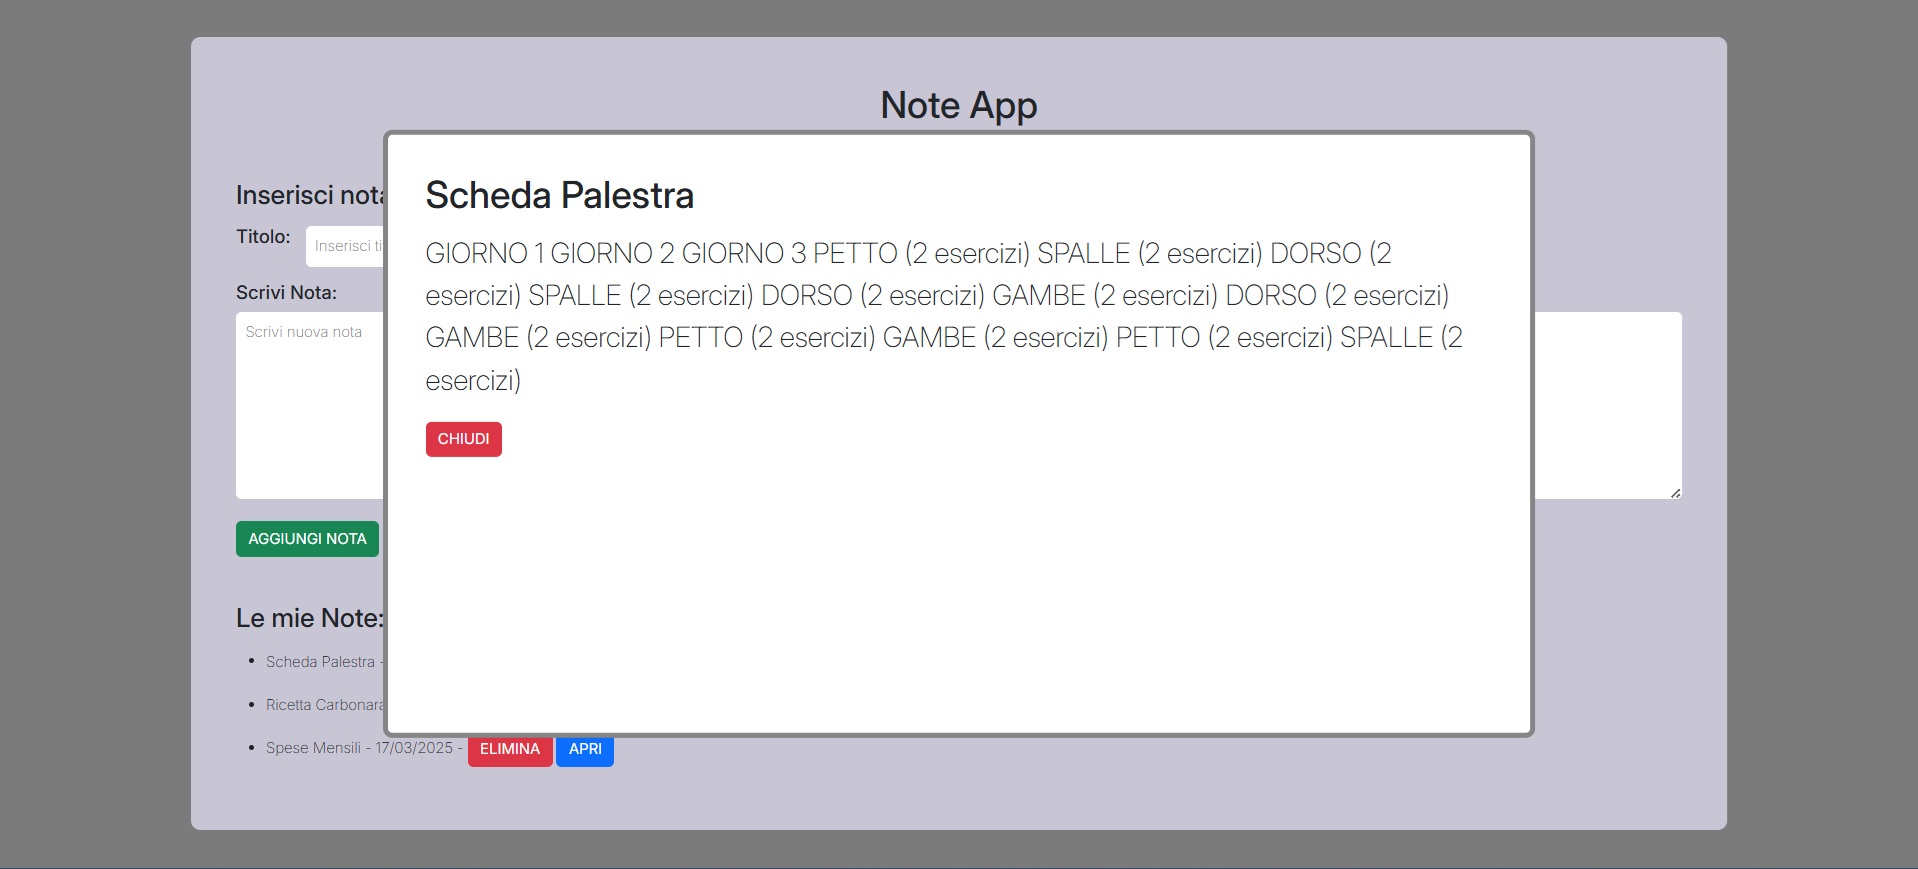 Note App
Inserisci nota
Titolo:
Inserisci ti
Scrivi Nota:
Scrivi nuova nota
AGGIUNGI NOTA
Le mie Note:
Scheda Palestra -
Ricetta Carbonara
Spese Mensili - 17/03/2025 - ELIMINA APRI
Scheda Palestra
GIORNO 1 GIORNO 2 GIORNO 3 PETTO (2 esercizi) SPALLE (2 esercizi) DORSO (2
esercizi) SPALLE (2 esercizi) DORSO (2 esercizi) GAMBE (2 esercizi) DORSO (2 esercizi)
GAMBE (2 esercizi) PETTO (2 esercizi) GAMBE (2 esercizi) PETTO (2 esercizi) SPALLE (2
esercizi)
CHIUDI